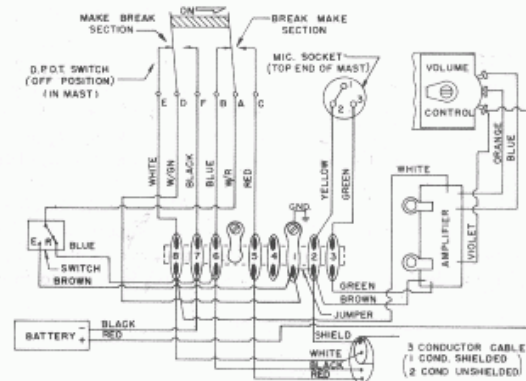 ON
MAKE BREAK
SECTION
BREAK MAKE
SECTION
D.P.D.T. SWITCH
(OFF POSITION)
(IN MAST)
MIC. SOCKET
(TOP END OF MAST)
VOLUME
CONTROL
E D F B A C
1
2 3
WHITE
W/GN
BLACK
BLUE
W/R
RED
YELLOW
GREEN
ORANGE
BLUE
WHITE
VIOLET
AMPLIFIER
GND.
E R
BLUE
SWITCH
BROWN
8 7 6 5 4 1 2 3
GREEN
BROWN
JUMPER
BATTERY
- BLACK
+ RED
SHIELD
WHITE
BLACK
RED
3 CONDUCTOR CABLE
(1 COND. SHIELDED)
(2 COND UNSHIELDED)